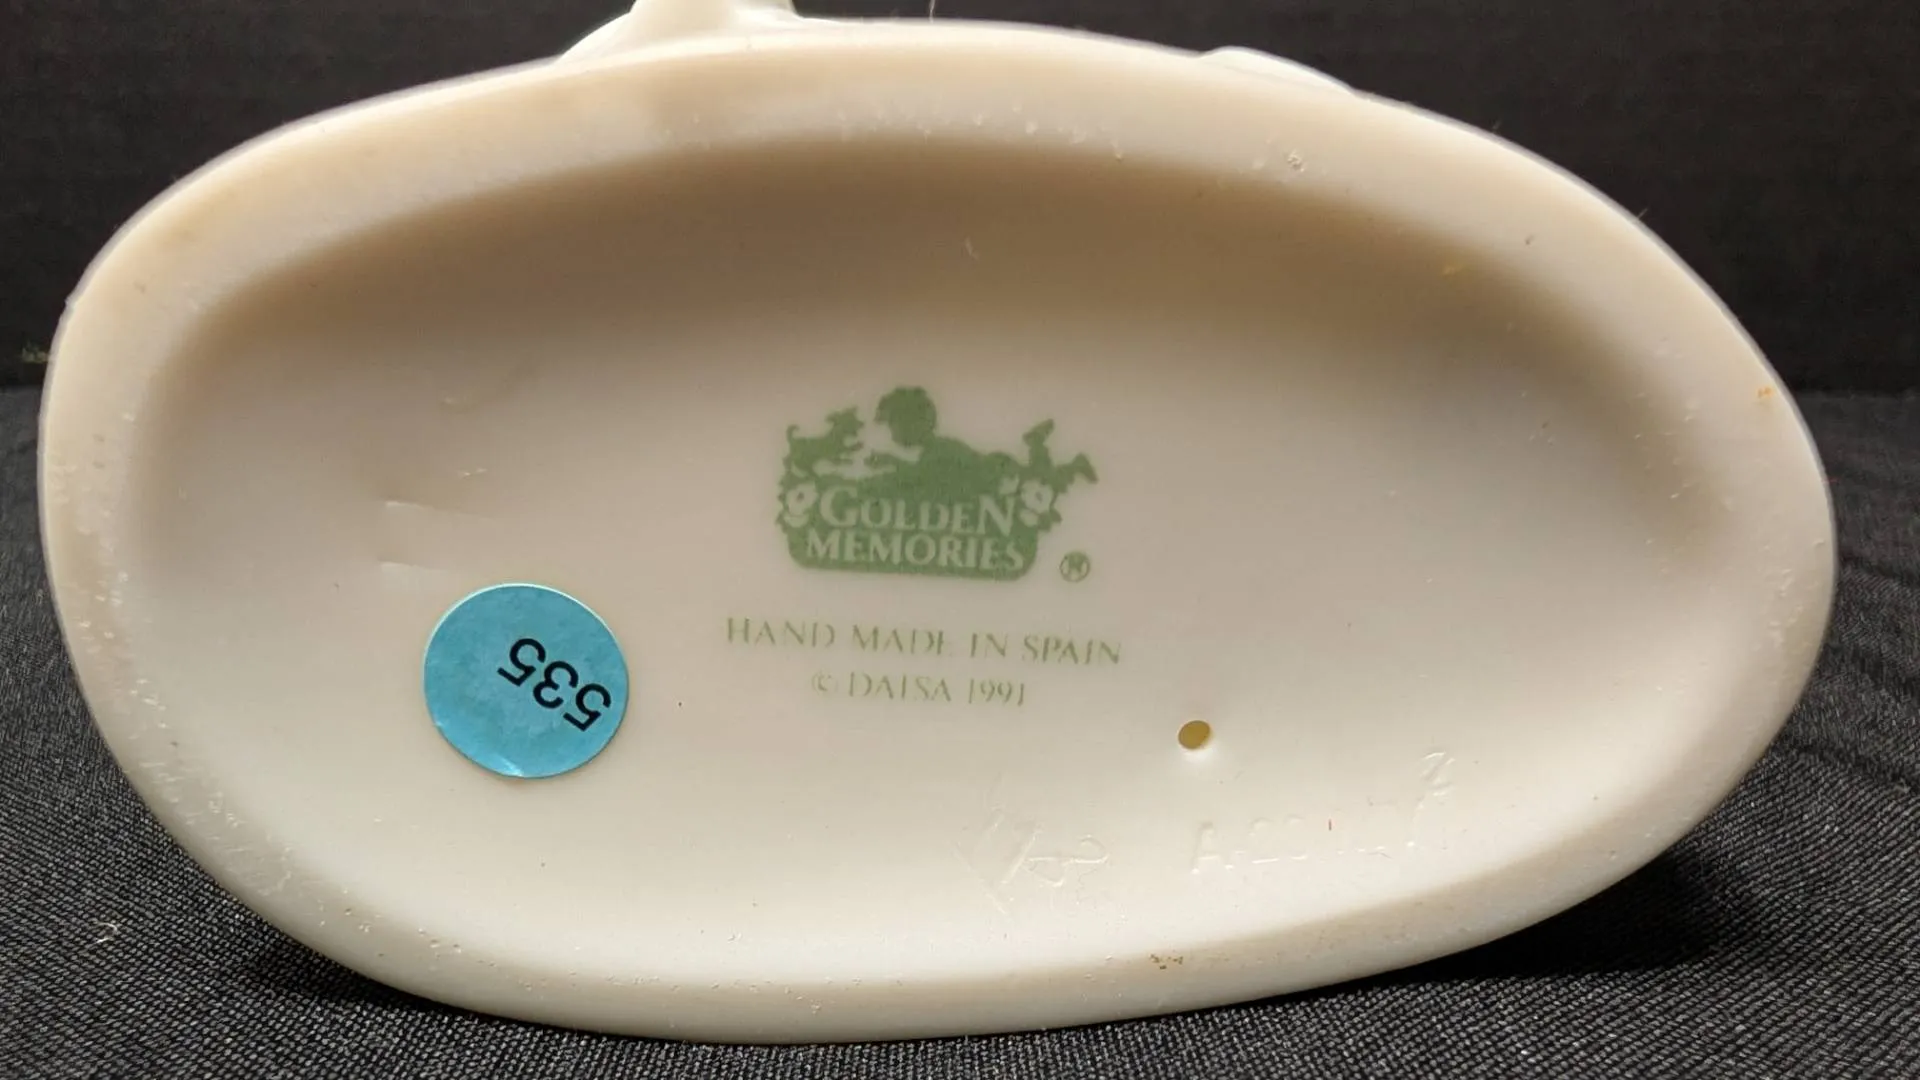 GOLDEN
MEMORIES
®
HAND MADE IN SPAIN
© DAISA 1991
535